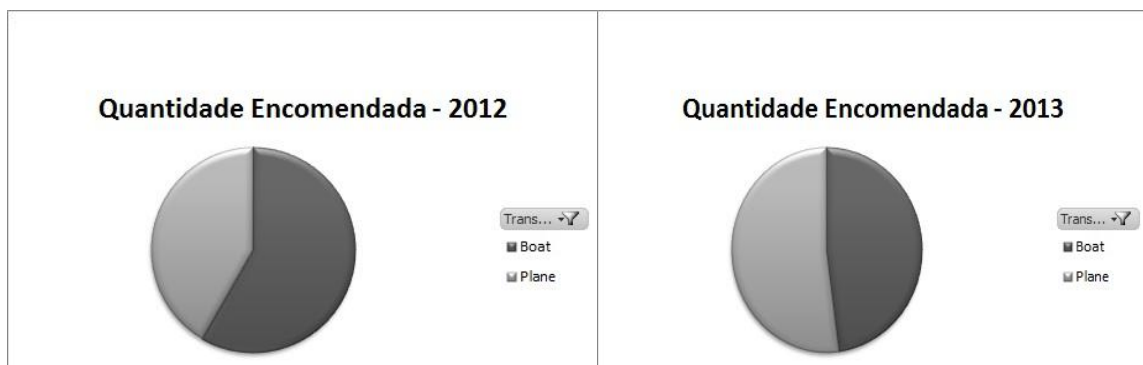 Quantidade Encomendada - 2012
Trans...
Boat
Plane
Quantidade Encomendada - 2013
Trans...
Boat
Plane